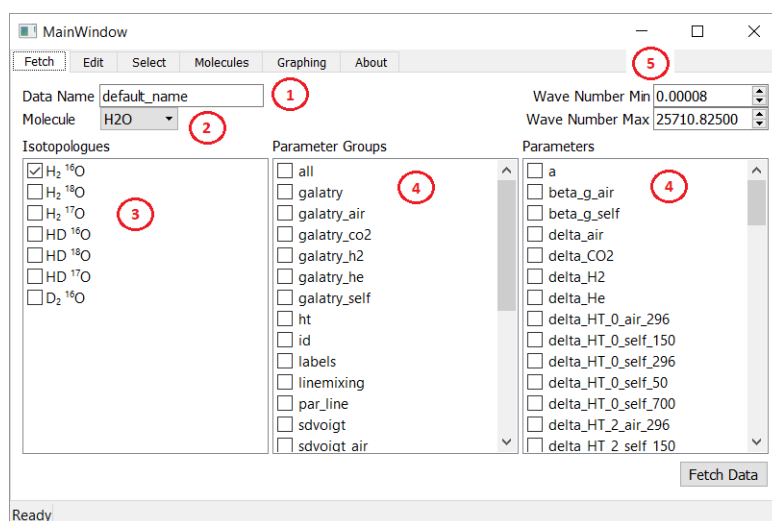 MainWindow
Fetch Edit Select Molecules Graphing About
5
Data Name default_name
1
Wave Number Min 0.00008
Molecule H2O
2
Wave Number Max 25710.82500
Isotopologues
Parameter Groups
Parameters
H₂ ¹⁶O
H₂ ¹⁸O
H₂ ¹⁷O
HD ¹⁶O
HD ¹⁸O
HD ¹⁷O
D₂ ¹⁶O
3
all
galatry
galatry_air
galatry_co2
galatry_h2
galatry_he
galatry_self
ht
id
labels
linemixing
par_line
sdvoigt
sdvoigt_air
4
a
beta_g_air
beta_g_self
delta_air
delta_CO2
delta_H2
delta_He
delta_HT_0_air_296
delta_HT_0_self_150
delta_HT_0_self_296
delta_HT_0_self_50
delta_HT_0_self_700
delta_HT_2_air_296
delta_HT_2_self_150
4
Fetch Data
Ready